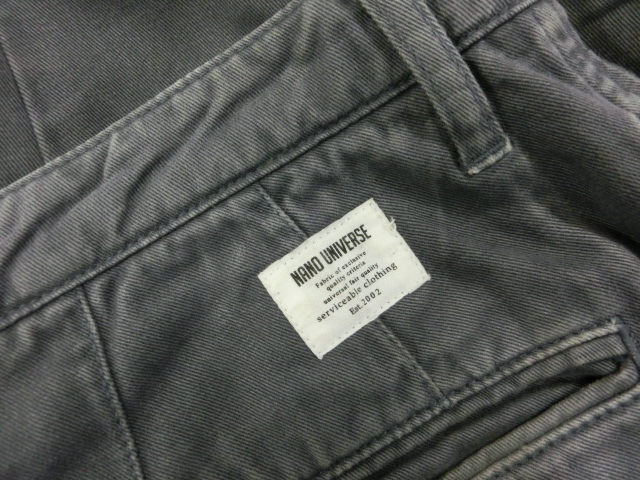 NANO UNIVERSE
Fabric of exclusive
quality criteria
universal fair quality
serviceable clothing
Est.2002